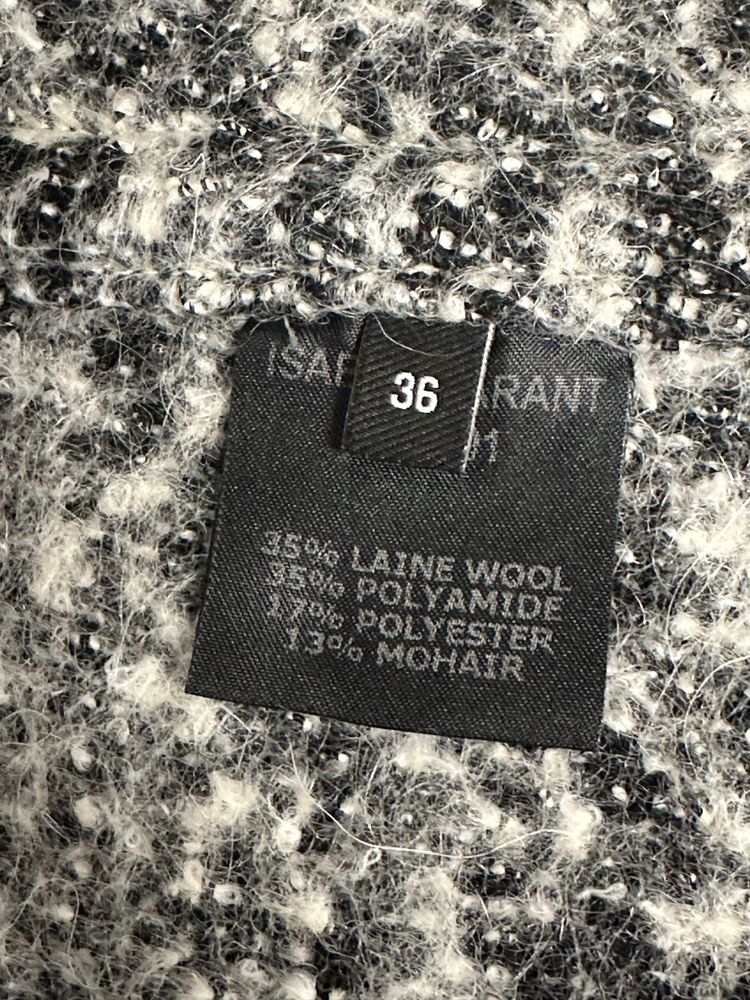 36
35% LAINE WOOL
35% POLYAMIDE
17% POLYESTER
13% MOHAIR